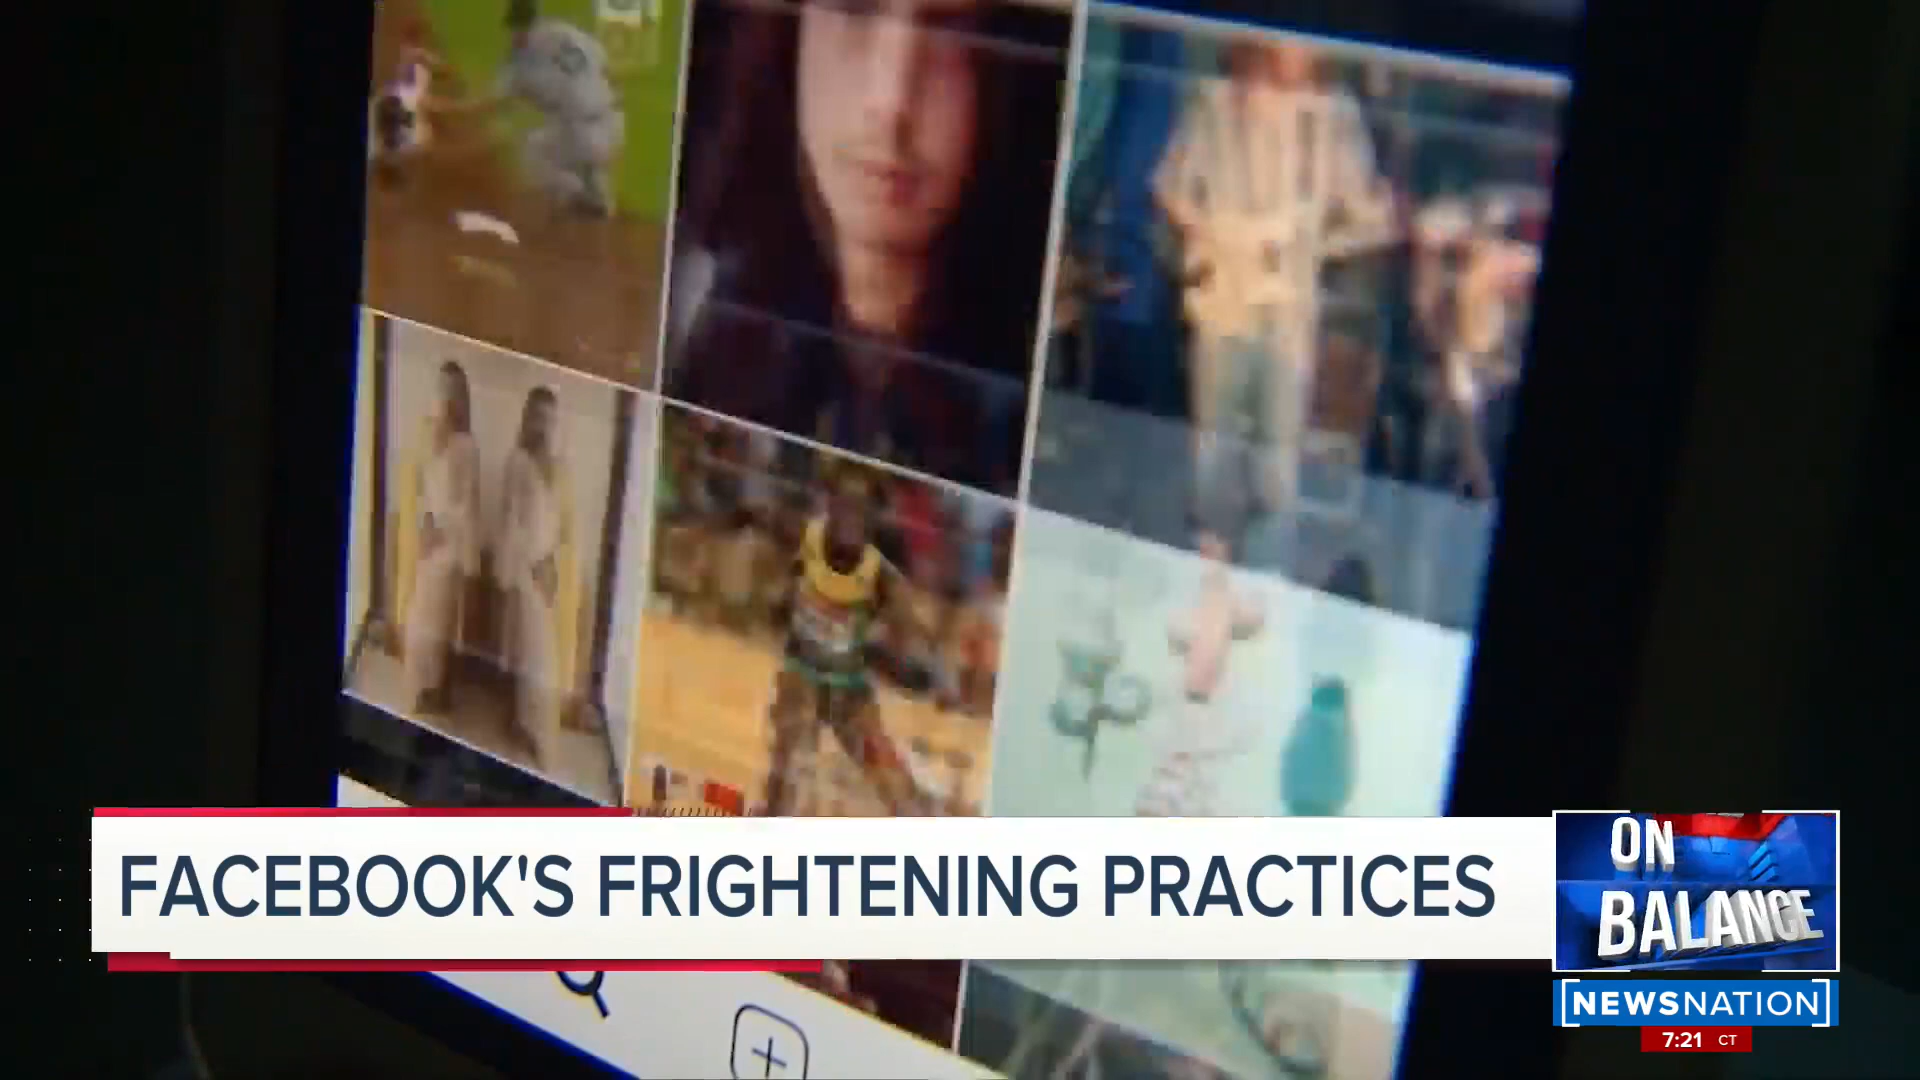 FACEBOOK'S FRIGHTENING PRACTICES
ON
BALANCE
NEWSNATION
7:21 CT